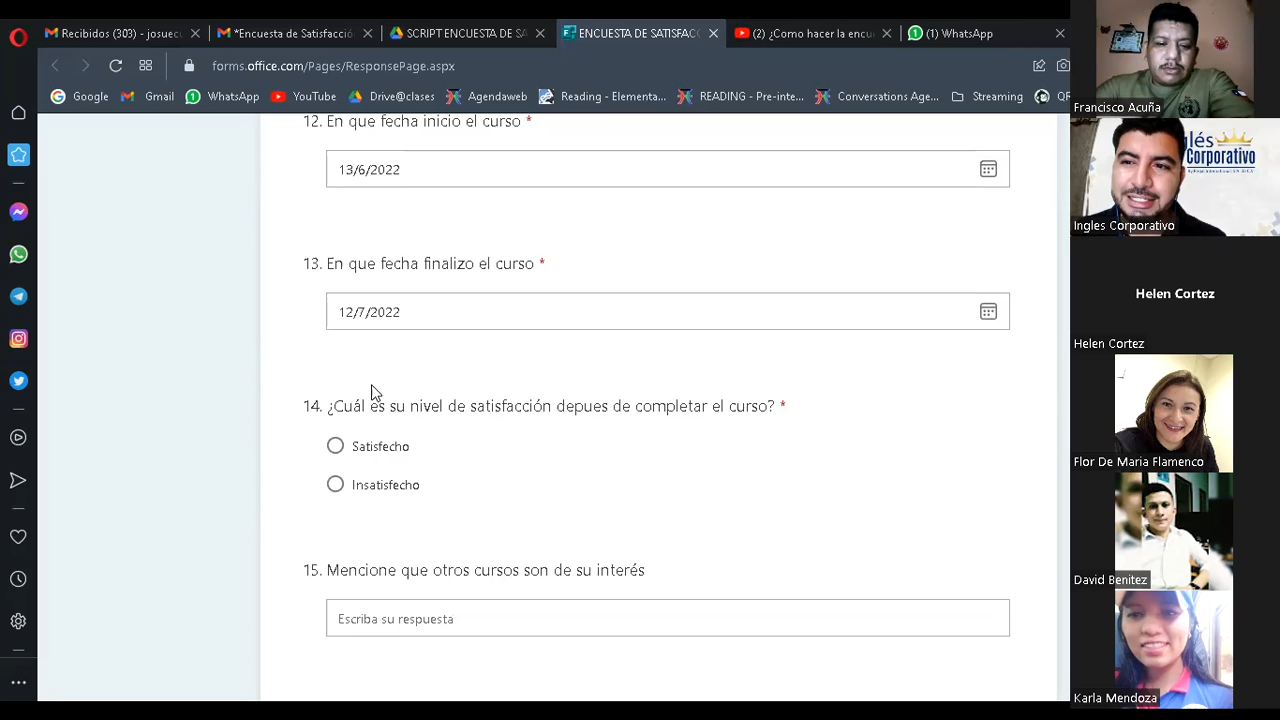 Recibidos (303) - josuecc
*Encuesta de Satisfacció
SCRIPT ENCUESTA DE SA
ENCUESTA DE SATISFAC
(2) ¿Como hacer la encu
(1) WhatsApp
forms.office.com/Pages/ResponsePage.aspx
Google
Gmail
WhatsApp
YouTube
Drive@clases
Agendaweb
Reading - Elementa...
READING - Pre-inte...
Conversations Age...
Streaming
QR
12. En que fecha inicio el curso *
13/6/2022
13. En que fecha finalizo el curso *
12/7/2022
14. ¿Cuál es su nivel de satisfacción depues de completar el curso? *
Satisfecho
Insatisfecho
15. Mencione que otros cursos son de su interés
Escriba su respuesta
Francisco Acuña
glés
Corporativo
Ingles Corporativo
Helen Cortez
Helen Cortez
Flor De Maria Flamenco
David Benitez
Karla Mendoza